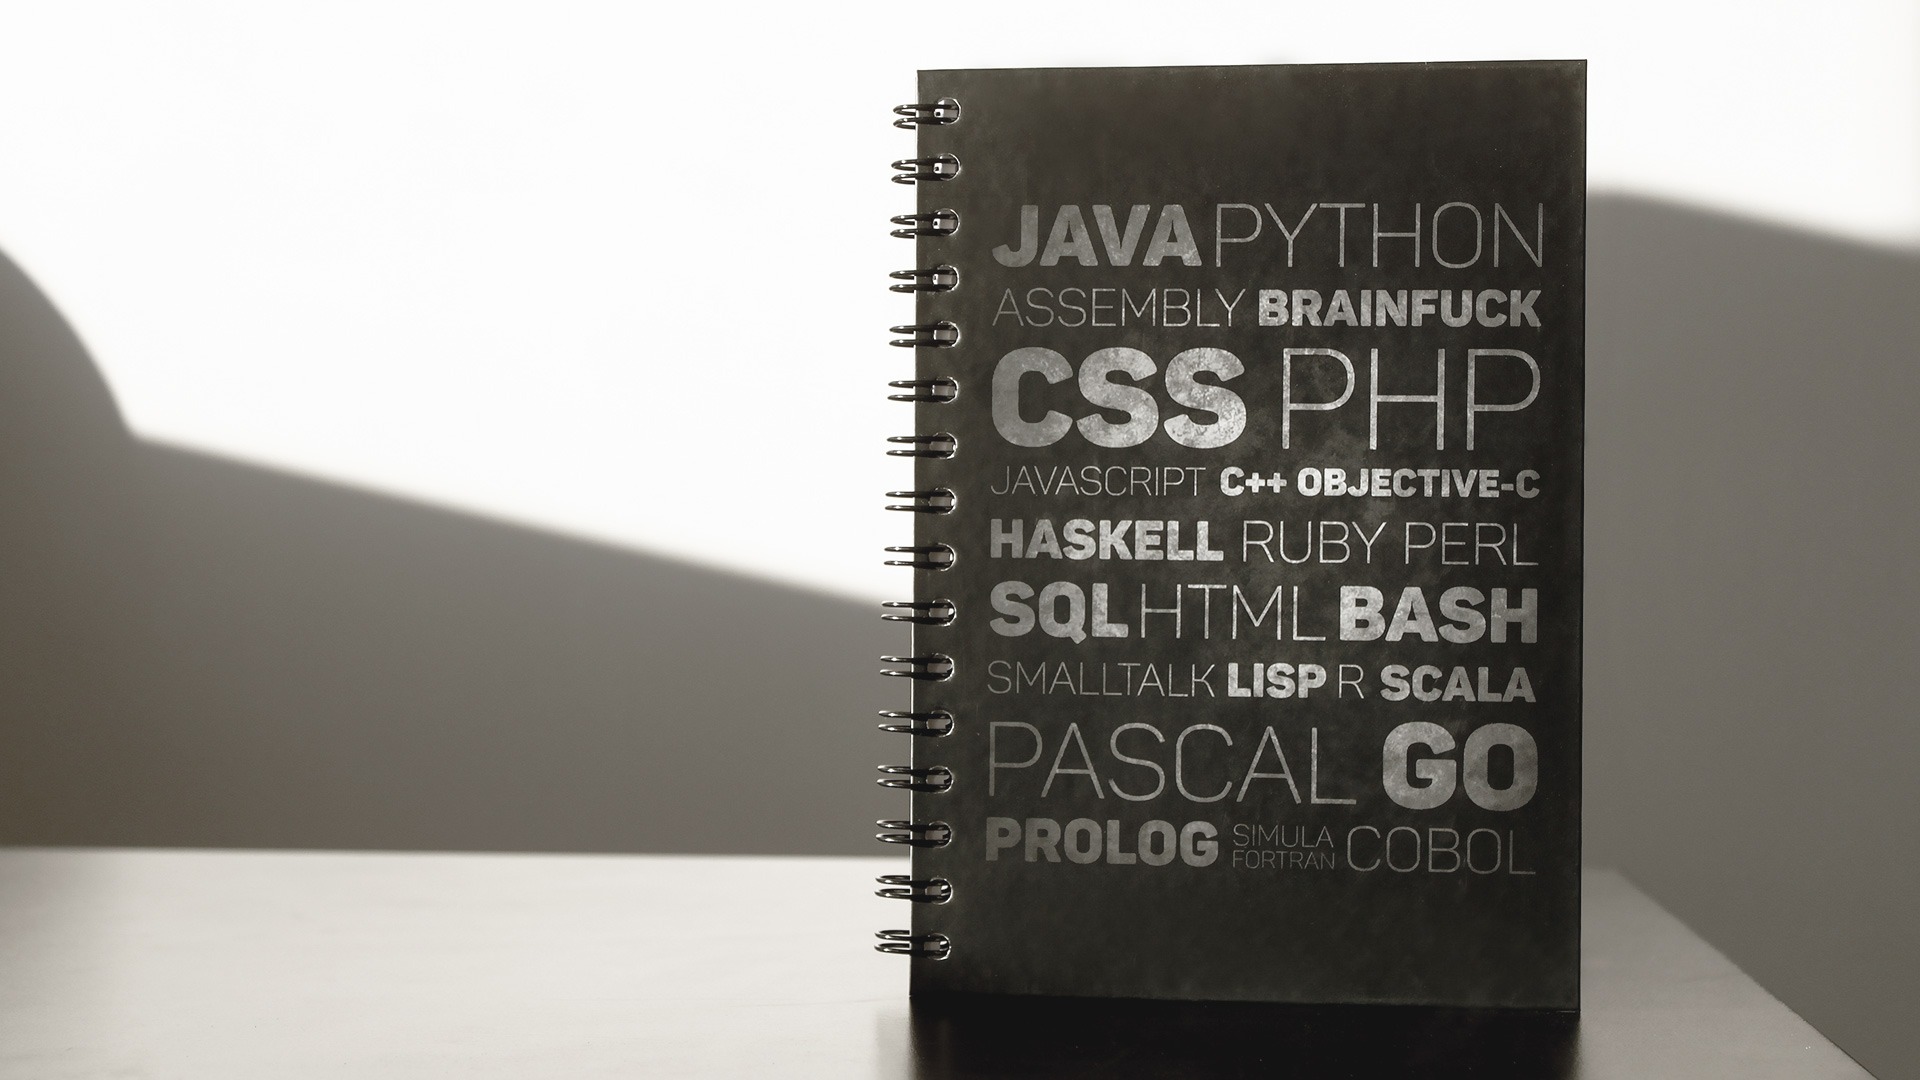 JAVA PYTHON
ASSEMBLY BRAINFUCK
CSS PHP
JAVASCRIPT C++ OBJECTIVE-C
HASKELL RUBY PERL
SQL HTML BASH
SMALLTALK LISP R SCALA
PASCAL GO
PROLOG SIMULA
FORTRAN COBOL